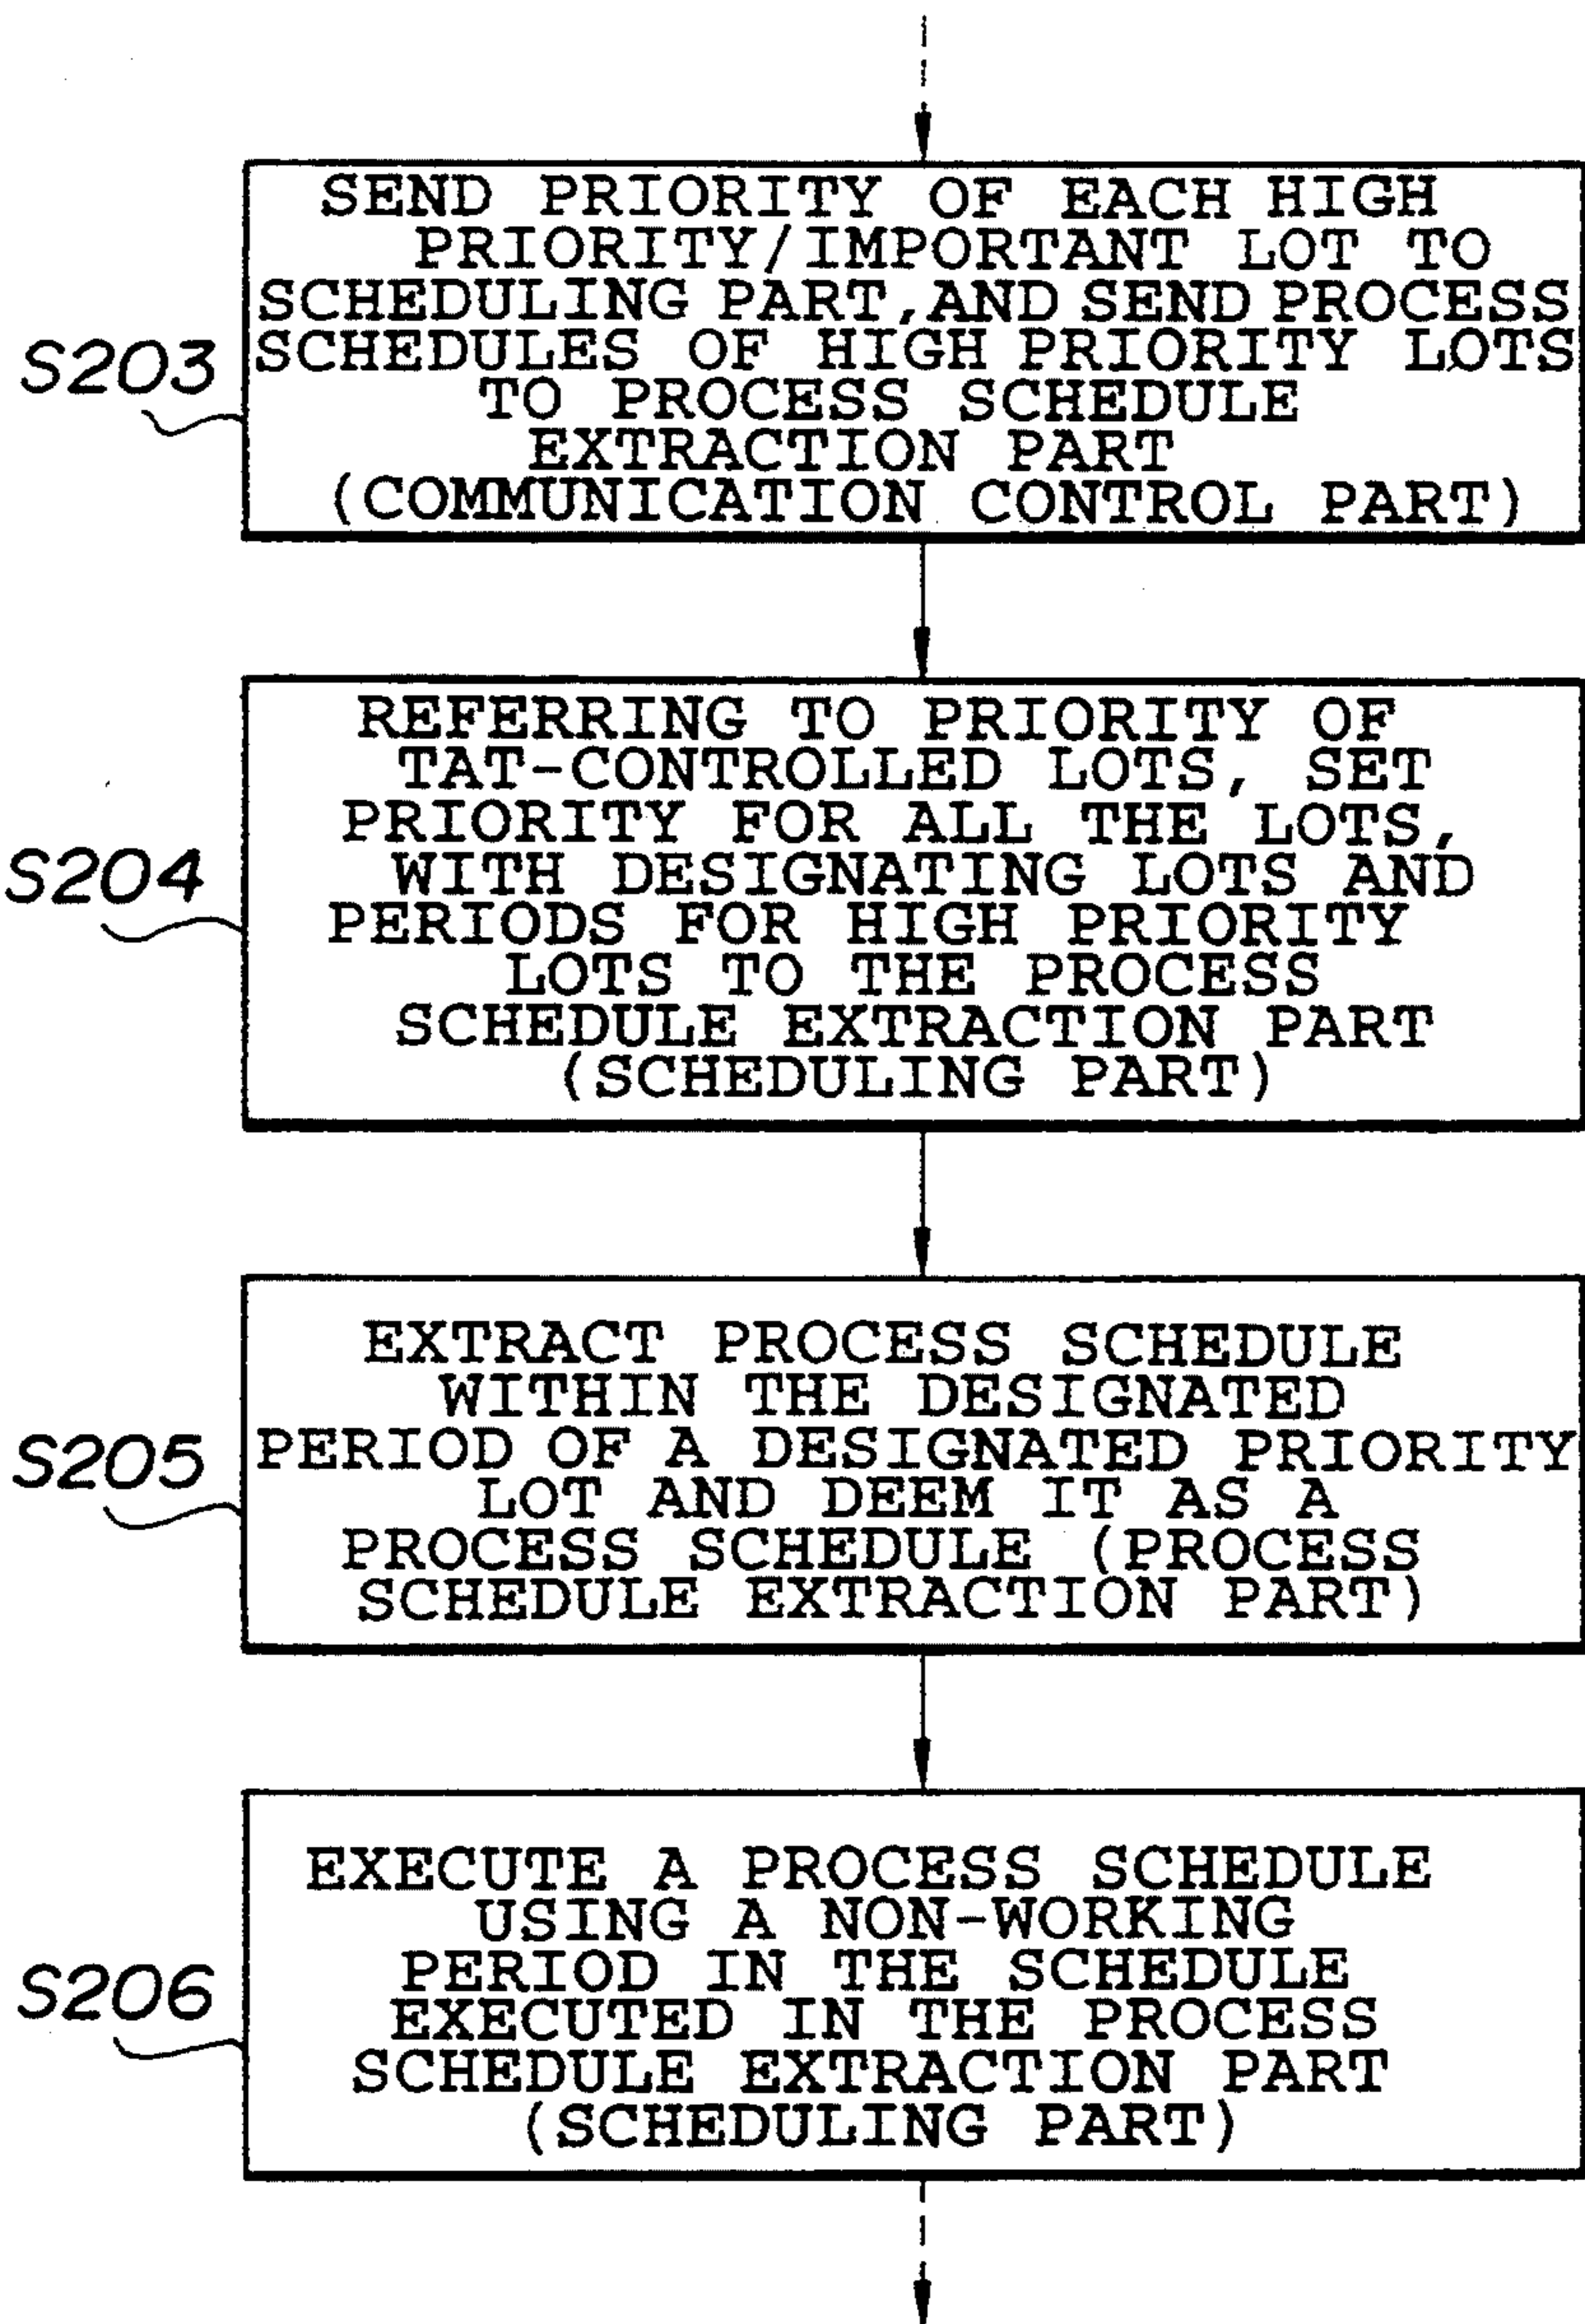 SEND PRIORITY OF EACH HIGH
PRIORITY/IMPORTANT LOT TO
SCHEDULING PART,AND SEND PROCESS
SCHEDULES OF HIGH PRIORITY LOTS
TO PROCESS SCHEDULE
EXTRACTION PART
(COMMUNICATION CONTROL PART)
S203
REFERRING TO PRIORITY OF
TAT-CONTROLLED LOTS, SET
PRIORITY FOR ALL THE LOTS,
WITH DESIGNATING LOTS AND
PERIODS FOR HIGH PRIORITY
LOTS TO THE PROCESS
SCHEDULE EXTRACTION PART
(SCHEDULING PART)
S204
EXTRACT PROCESS SCHEDULE
WITHIN THE DESIGNATED
PERIOD OF A DESIGNATED PRIORITY
LOT AND DEEM IT AS A
PROCESS SCHEDULE (PROCESS
SCHEDULE EXTRACTION PART)
S205
EXECUTE A PROCESS SCHEDULE
USING A NON-WORKING
PERIOD IN THE SCHEDULE
EXECUTED IN THE PROCESS
SCHEDULE EXTRACTION PART
(SCHEDULING PART)
S206